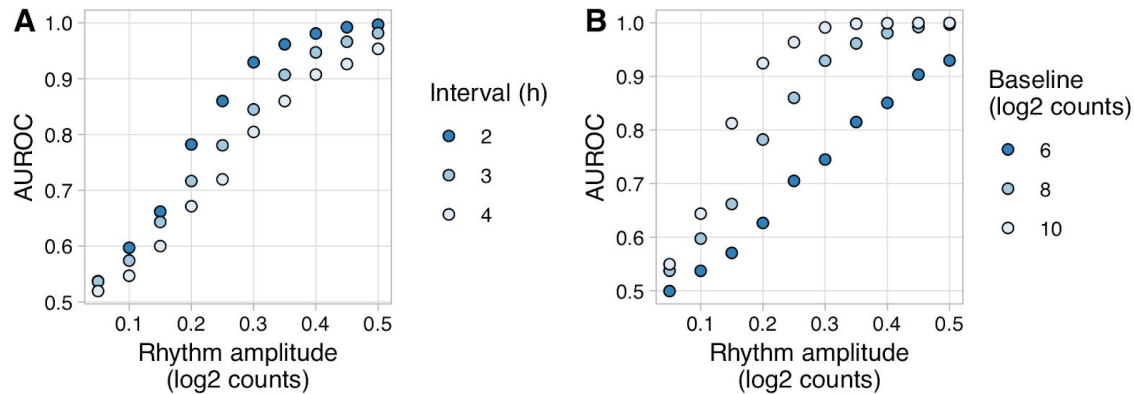 A
AUROC
1.0
0.9
0.8
0.7
0.6
0.5
0.1 0.2 0.3 0.4 0.5
Rhythm amplitude
(log2 counts)
Interval (h)
2
3
4
B
AUROC
1.0
0.9
0.8
0.7
0.6
0.5
0.1 0.2 0.3 0.4 0.5
Rhythm amplitude
(log2 counts)
Baseline
(log2 counts)
6
8
10